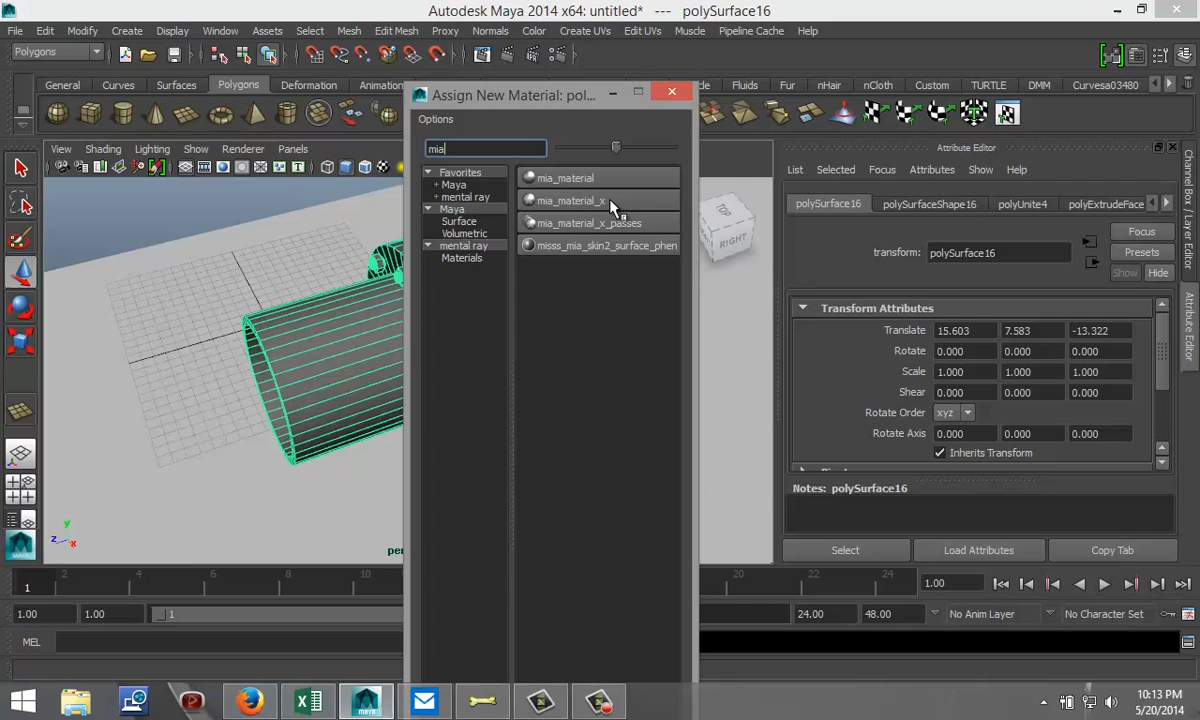 Autodesk Maya 2014 x64: untitled* --- polySurface16
File Edit Modify Create Display Window Assets Select Mesh Edit Mesh Proxy Normals Color Create UVs Edit UVs Muscle Pipeline Cache Help
Polygons
General Curves Surfaces Polygons Deformation Animation Fluids Fur nHair nCloth Custom TURTLE DMM Curvesa03480
View Shading Lighting Show Renderer Panels
TOP
RIGHT
y
z
x
Assign New Material: pol...
Options
mia
Favorites
+ Maya
+ mental ray
Maya
Surface
Volumetric
mental ray
Materials
mia_material
mia_material_x
mia_material_x_passes
misss_mia_skin2_surface_phen
Attribute Editor
List Selected Focus Attributes Show Help
polySurface16 polySurfaceShape16 polyUnite4 polyExtrudeFace
transform: polySurface16
Focus
Presets
Show Hide
Transform Attributes
Translate 15.603 7.583 -13.322
Rotate 0.000 0.000 0.000
Scale 1.000 1.000 1.000
Shear 0.000 0.000 0.000
Rotate Order xyz
Rotate Axis 0.000 0.000 0.000
Inherits Transform
Notes: polySurface16
Select Load Attributes Copy Tab
Channel Box / Layer Editor
Attribute Editor
1 2 4 6 8 10 20 22 24 1.00
1.00 1.00 1 24.00 48.00 No Anim Layer No Character Set
MEL
10:13 PM
5/20/2014